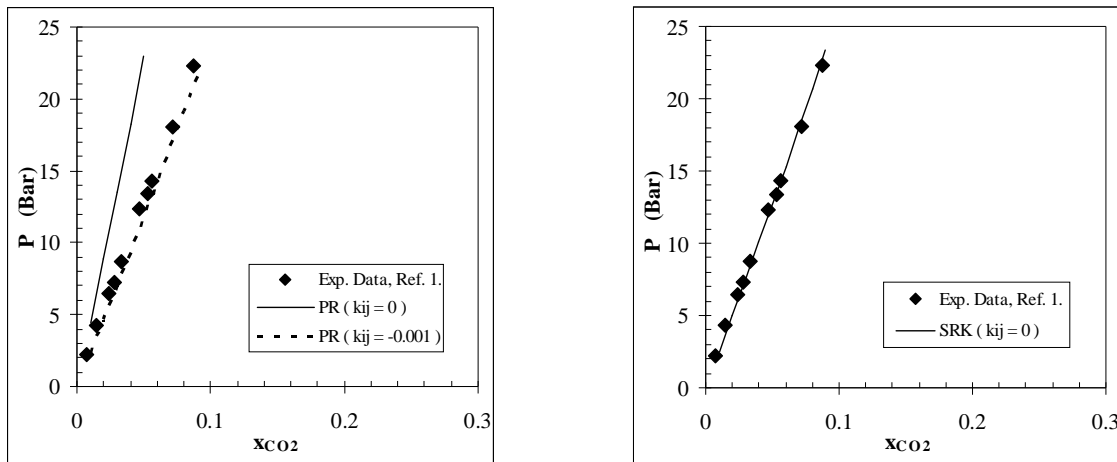 25
20
15
10
5
0
P (Bar)
0
0.1
0.2
0.3
xCO2
Exp. Data, Ref. 1.
PR ( kij = 0 )
PR ( kij = -0.001 )
25
20
15
10
5
0
P (Bar)
0
0.1
0.2
0.3
xCO2
Exp. Data, Ref. 1.
SRK ( kij = 0 )